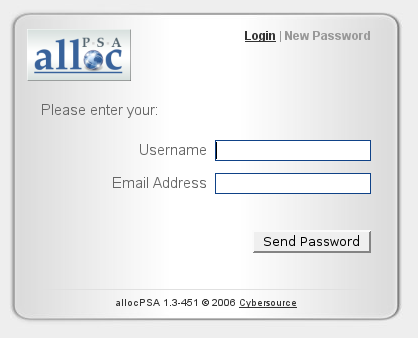 alloc PSA
Login | New Password
Please enter your:
Username
Email Address
Send Password
allocPSA 1.3-451 © 2006 Cybersource